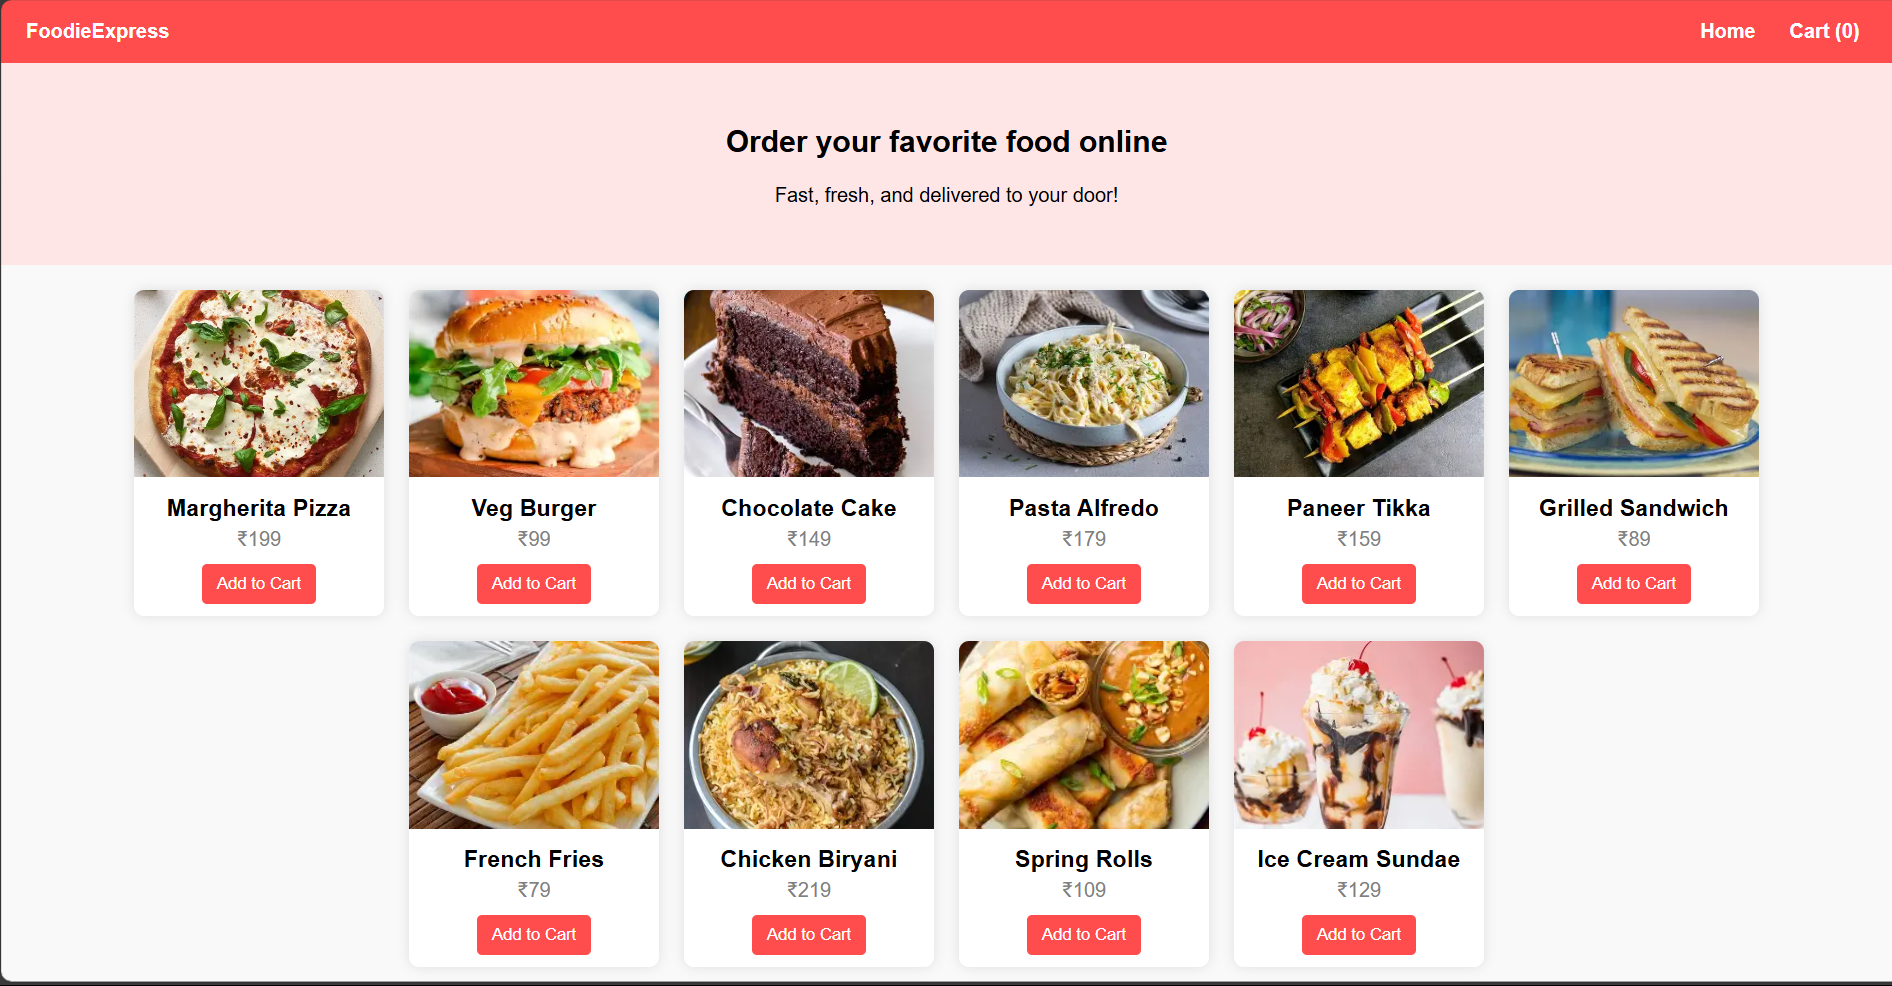 FoodieExpress
Home
Cart (0)
Order your favorite food online
Fast, fresh, and delivered to your door!
Margherita Pizza
₹199
Add to Cart
Veg Burger
₹99
Add to Cart
Chocolate Cake
₹149
Add to Cart
Pasta Alfredo
₹179
Add to Cart
Paneer Tikka
₹159
Add to Cart
Grilled Sandwich
₹89
Add to Cart
French Fries
₹79
Add to Cart
Chicken Biryani
₹219
Add to Cart
Spring Rolls
₹109
Add to Cart
Ice Cream Sundae
₹129
Add to Cart